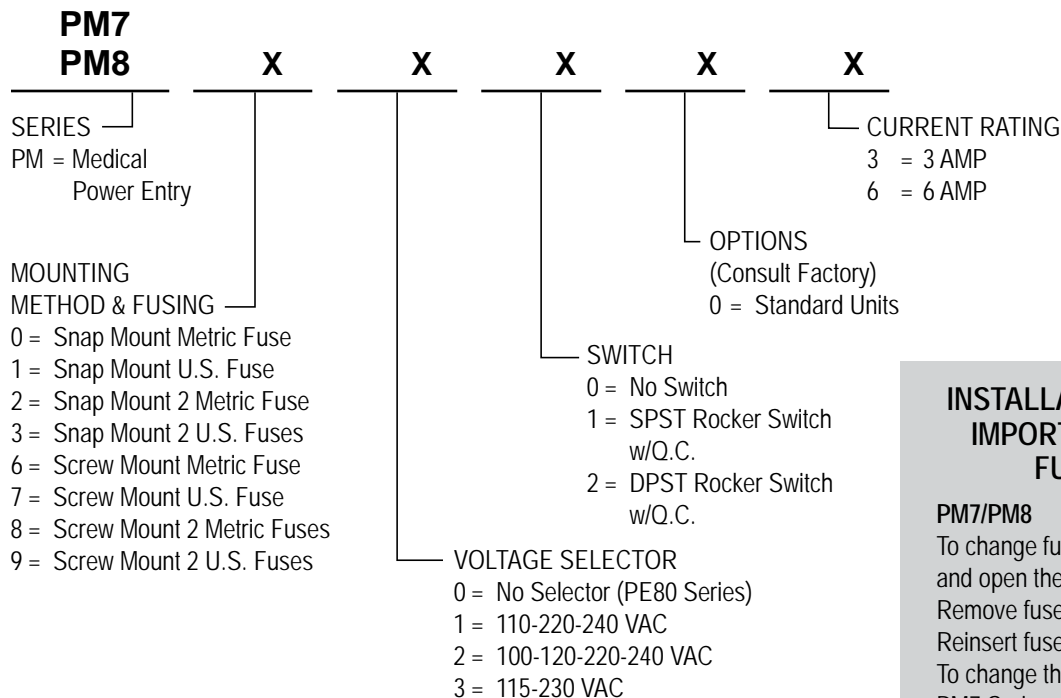 PM7
PM8 X X X X X
SERIES
PM = Medical
Power Entry
MOUNTING
METHOD & FUSING
0 = Snap Mount Metric Fuse
1 = Snap Mount U.S. Fuse
2 = Snap Mount 2 Metric Fuse
3 = Snap Mount 2 U.S. Fuses
6 = Screw Mount Metric Fuse
7 = Screw Mount U.S. Fuse
8 = Screw Mount 2 Metric Fuses
9 = Screw Mount 2 U.S. Fuses
VOLTAGE SELECTOR
0 = No Selector (PE80 Series)
1 = 110-220-240 VAC
2 = 100-120-220-240 VAC
3 = 115-230 VAC
SWITCH
0 = No Switch
1 = SPST Rocker Switch
w/Q.C.
2 = DPST Rocker Switch
w/Q.C.
OPTIONS
(Consult Factory)
0 = Standard Units
CURRENT RATING
3 = 3 AMP
6 = 6 AMP
PM7/PM8
To change
and open the
Remove fuse
Reinsert fuse
To change